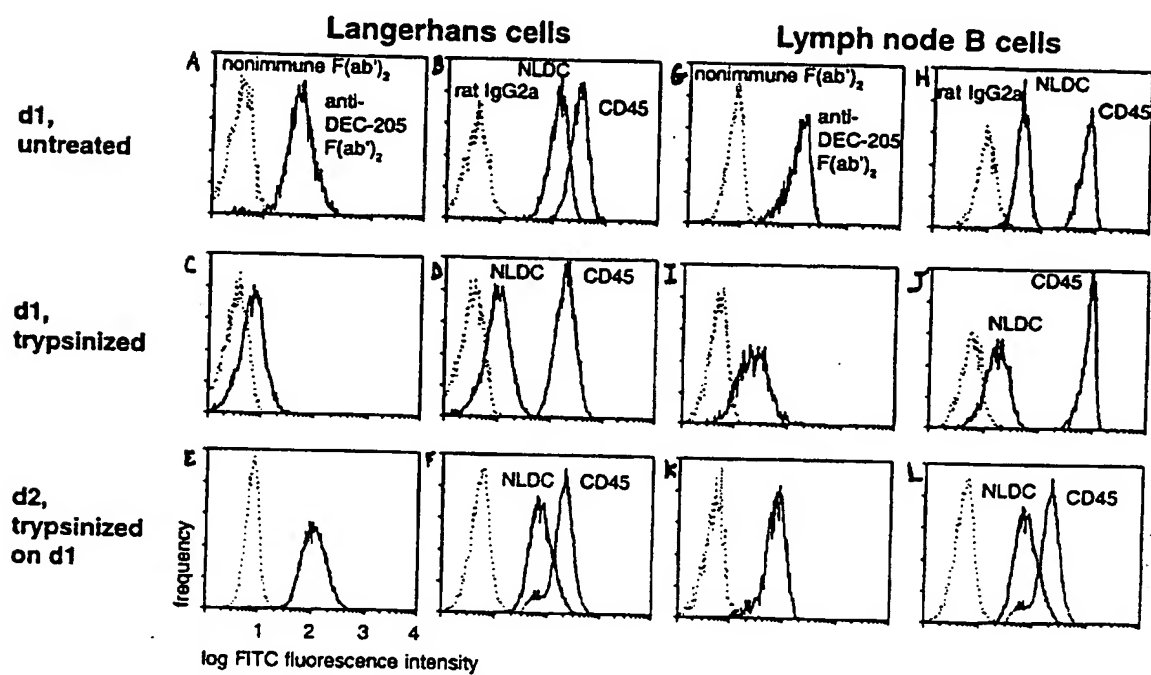 Langerhans cells
Lymph node B cells
d1,
untreated
A
nonimmune F(ab')₂
anti-
DEC-205
F(ab')₂
B
NLDC
rat IgG2a
CD45
G
nonimmune F(ab')₂
anti-
DEC-205
F(ab')₂
H
rat IgG2a
NLDC
CD45
d1,
trypsinized
C
D
NLDC
CD45
I
J
CD45
NLDC
d2,
trypsinized
on d1
E
frequency
F
NLDC
CD45
K
L
NLDC
CD45
1 2 3 4
log FITC fluorescence intensity